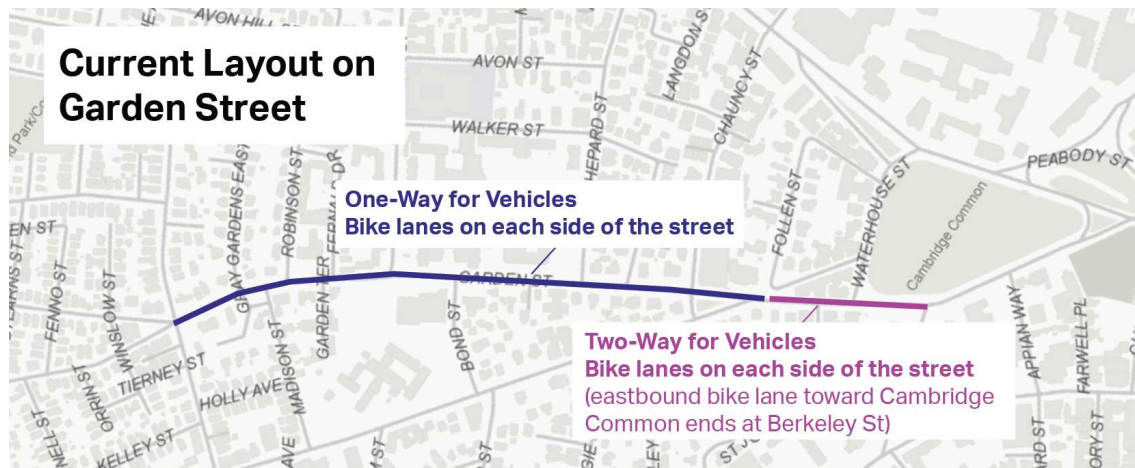 Current Layout on
Garden Street
AVON HILL ST
AVON ST
WALKER ST
LANGDON ST
CHAUNCY ST
PEABODY ST
One-Way for Vehicles
Bike lanes on each side of the street
FOLLEN ST
WATERHOUSE ST
Cambridge Common
GRAY GARDENS EAST
ROBINSON ST
GARDEN ST
FENNO ST
WINSLOW ST
GARDEN TER
BOND ST
MADISON ST
TIERNEY ST
HOLLY AVE
ORRIN ST
KELLEY ST
Two-Way for Vehicles
Bike lanes on each side of the street
(eastbound bike lane toward Cambridge
Common ends at Berkeley St)
APPIAN WAY
FARWELL PL